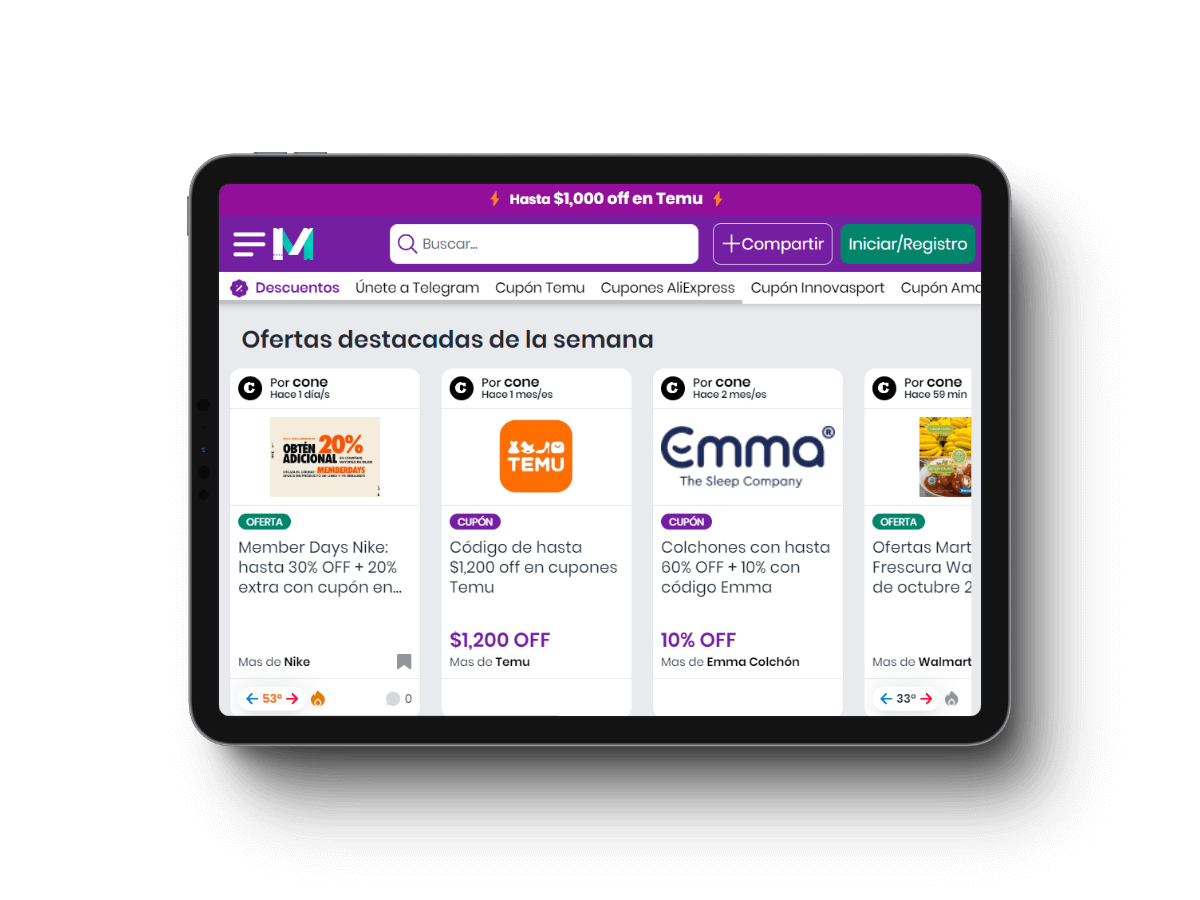 Hasta $1,000 off en Temu
M
Buscar...
+Compartir
Iniciar/Registro
Descuentos
Únete a Telegram
Cupón Temu
Cupones AliExpress
Cupón Innovasport
Cupón Ama
Ofertas destacadas de la semana
C
Por cone
Hace 1 día/s
OBTÉN 20%
ADICIONAL
MEMBERDAYS
OFERTA
Member Days Nike:
hasta 30% OFF + 20%
extra con cupón en...
Mas de Nike
53°
0
C
Por cone
Hace 1 mes/es
TEMU
CUPÓN
Código de hasta
$1,200 off en cupones
Temu
$1,200 OFF
Mas de Temu
C
Por cone
Hace 2 mes/es
Emma®
The Sleep Company
CUPÓN
Colchones con hasta
60% OFF + 10% con
código Emma
10% OFF
Mas de Emma Colchón
C
Por cone
Hace 59 min
OFERTA
Ofertas Mart
Frescura Wa
de octubre 2
Mas de Walmart
33°